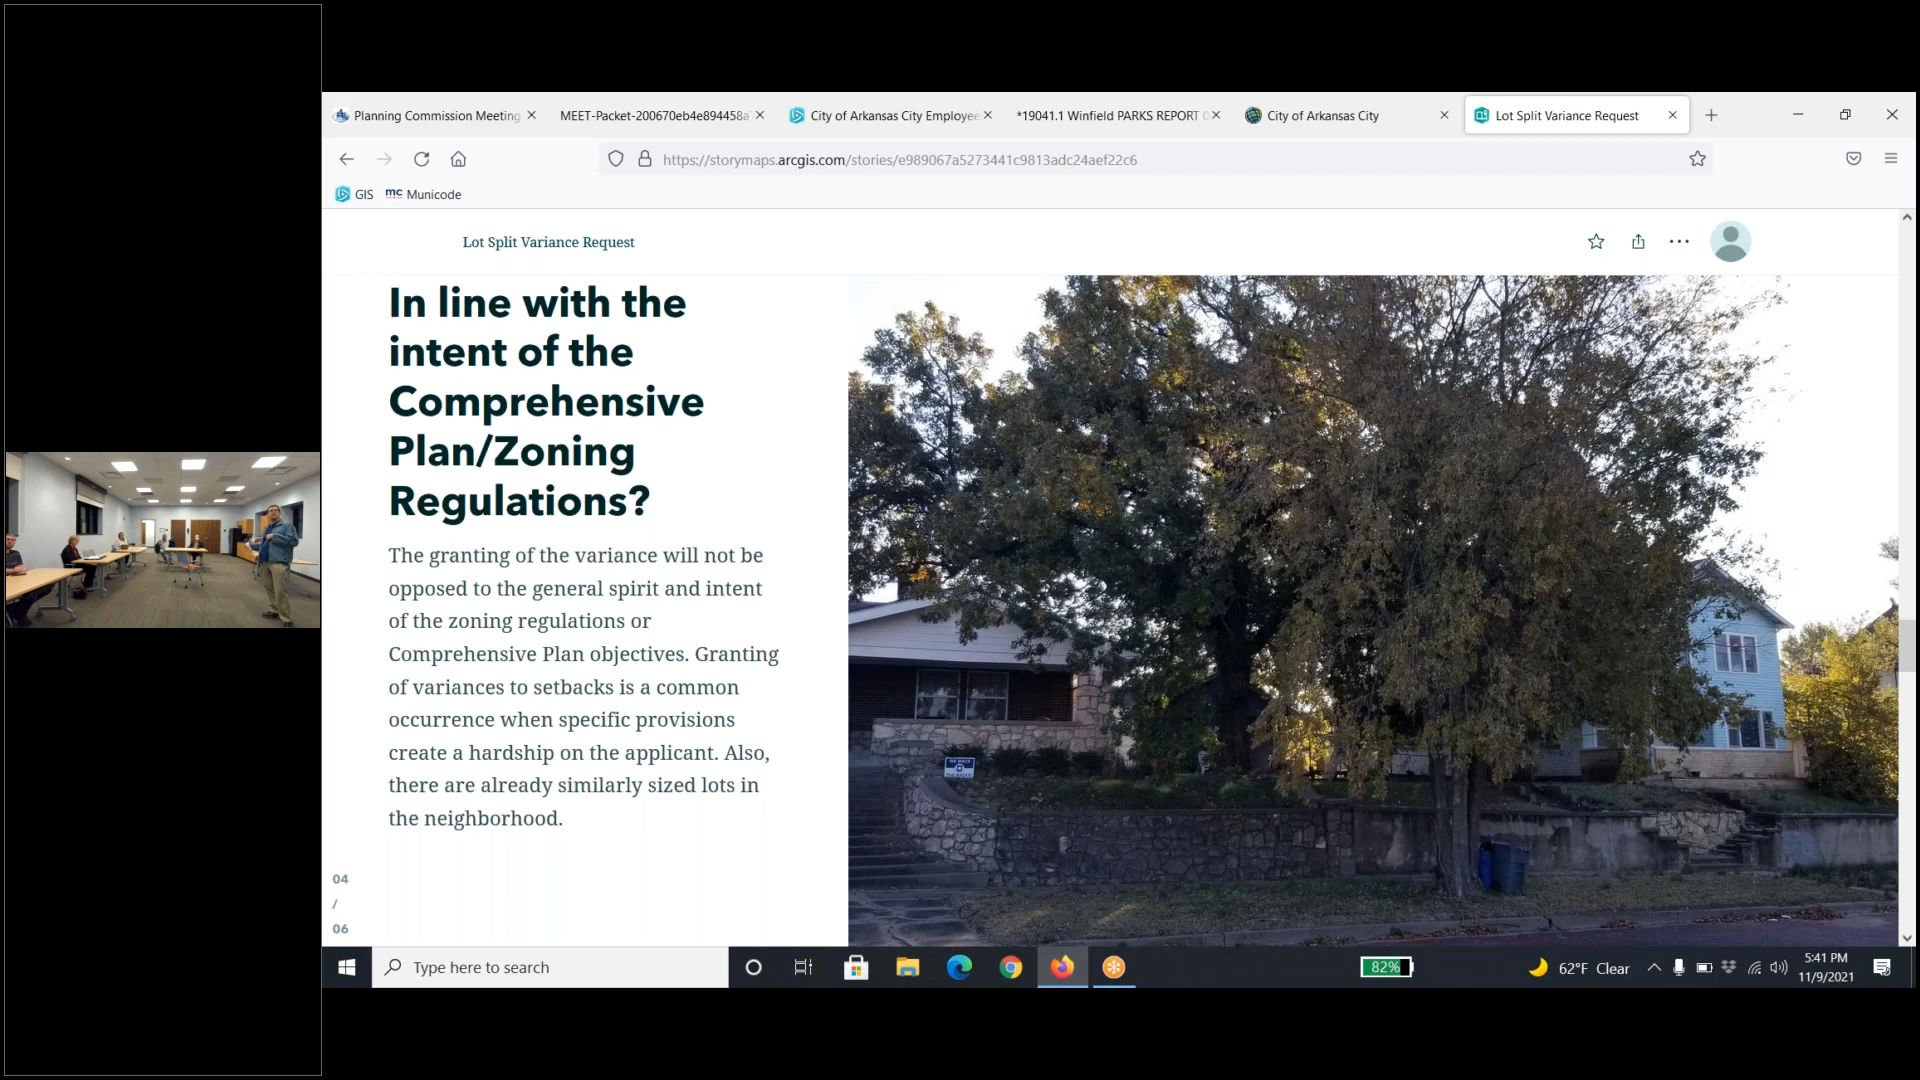 Planning Commission Meeting
MEET-Packet-200670eb4e894458a
City of Arkansas City Employee
*19041.1 Winfield PARKS REPORT
City of Arkansas City
Lot Split Variance Request
https://storymaps.arcgis.com/stories/e989067a5273441c9813adc24aef22c6
GIS
mc Municode
Lot Split Variance Request
In line with the
intent of the
Comprehensive
Plan/Zoning
Regulations?
The granting of the variance will not be
opposed to the general spirit and intent
of the zoning regulations or
Comprehensive Plan objectives. Granting
of variances to setbacks is a common
occurrence when specific provisions
create a hardship on the applicant. Also,
there are already similarly sized lots in
the neighborhood.
04
/
06
Type here to search
82%
62°F Clear
5:41 PM
11/9/2021